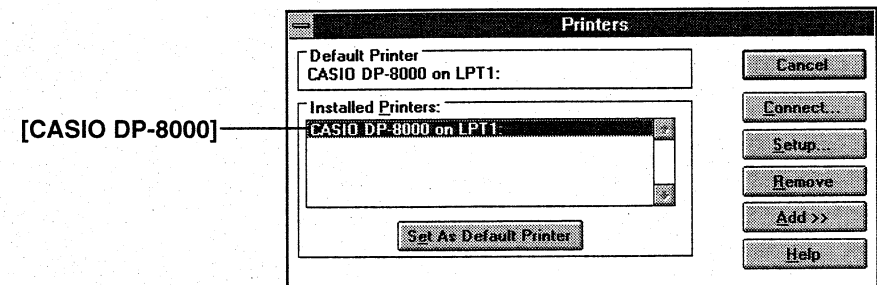 Printers
Default Printer
CASIO DP-8000 on LPT1:
Cancel
Installed Printers:
Connect...
[CASIO DP-8000]
CASIO DP-8000 on LPT1:
Setup...
Remove
Add >>
Set As Default Printer
Help